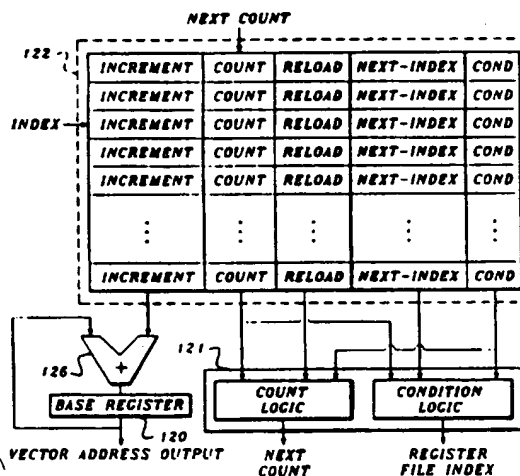 NEXT COUNT
122
INCREMENT COUNT RELOAD NEXT-INDEX COND
INCREMENT COUNT RELOAD NEXT-INDEX COND
INDEX INCREMENT COUNT RELOAD NEXT-INDEX COND
INCREMENT COUNT RELOAD NEXT-INDEX COND
INCREMENT COUNT RELOAD NEXT-INDEX COND
INCREMENT COUNT RELOAD NEXT-INDEX COND
121
126
+
COUNT LOGIC
CONDITION LOGIC
BASE REGISTER
120
VECTOR ADDRESS OUTPUT
NEXT COUNT
REGISTER FILE INDEX